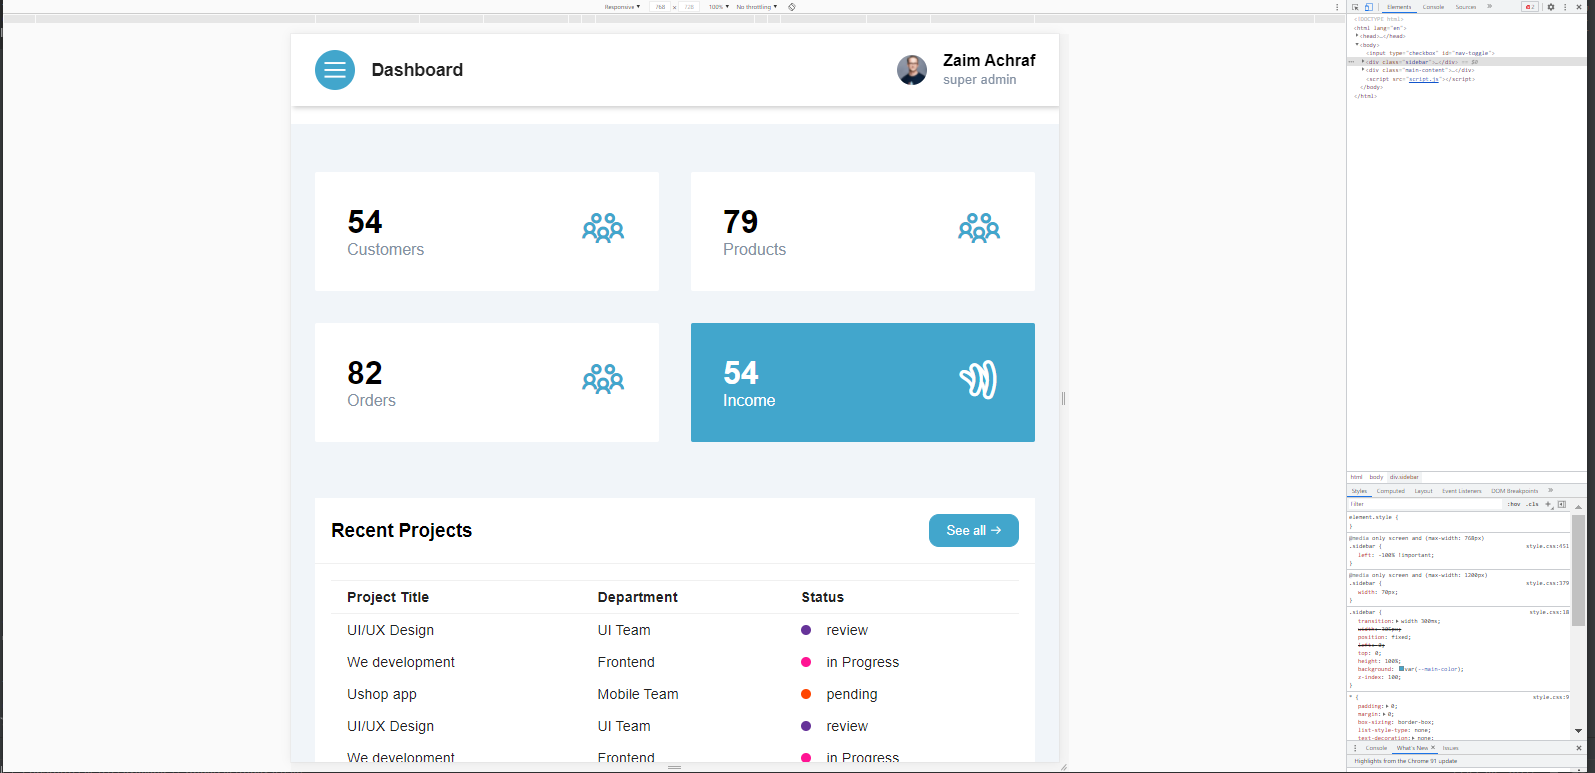 Responsive ▼ 768 x 728 100% ▼ No throttling ▼
Dashboard
Zaim Achraf
super admin
54
Customers
79
Products
82
Orders
54
Income
Recent Projects
See all →
Project Title Department Status
UI/UX Design UI Team review
We development Frontend in Progress
Ushop app Mobile Team pending
UI/UX Design UI Team review
We development Frontend in Progress
Elements Console Sources » 2
<!DOCTYPE html>
<html lang="en">
<head>…</head>
<body>
<input type="checkbox" id="nav-toggle">
<div class="sidebar">…</div> == $0
<div class="main-content">…</div>
<script src="script.js"></script>
</body>
</html>
html body div.sidebar
Styles Computed Layout Event Listeners DOM Breakpoints »
Filter :hov .cls +
element.style {
}
@media only screen and (max-width: 768px)
.sidebar { style.css:451
left: -100% !important;
}
@media only screen and (max-width: 1200px)
.sidebar { style.css:379
width: 70px;
}
.sidebar { style.css:18
transition: width 300ms;
position: fixed;
left: 0;
top: 0;
height: 100%;
background: var(--main-color);
z-index: 100;
}
* { style.css:9
padding: 0;
margin: 0;
box-sizing: border-box;
list-style-type: none;
text-decoration: none;
Console What's New × Issues
Highlights from the Chrome 91 update